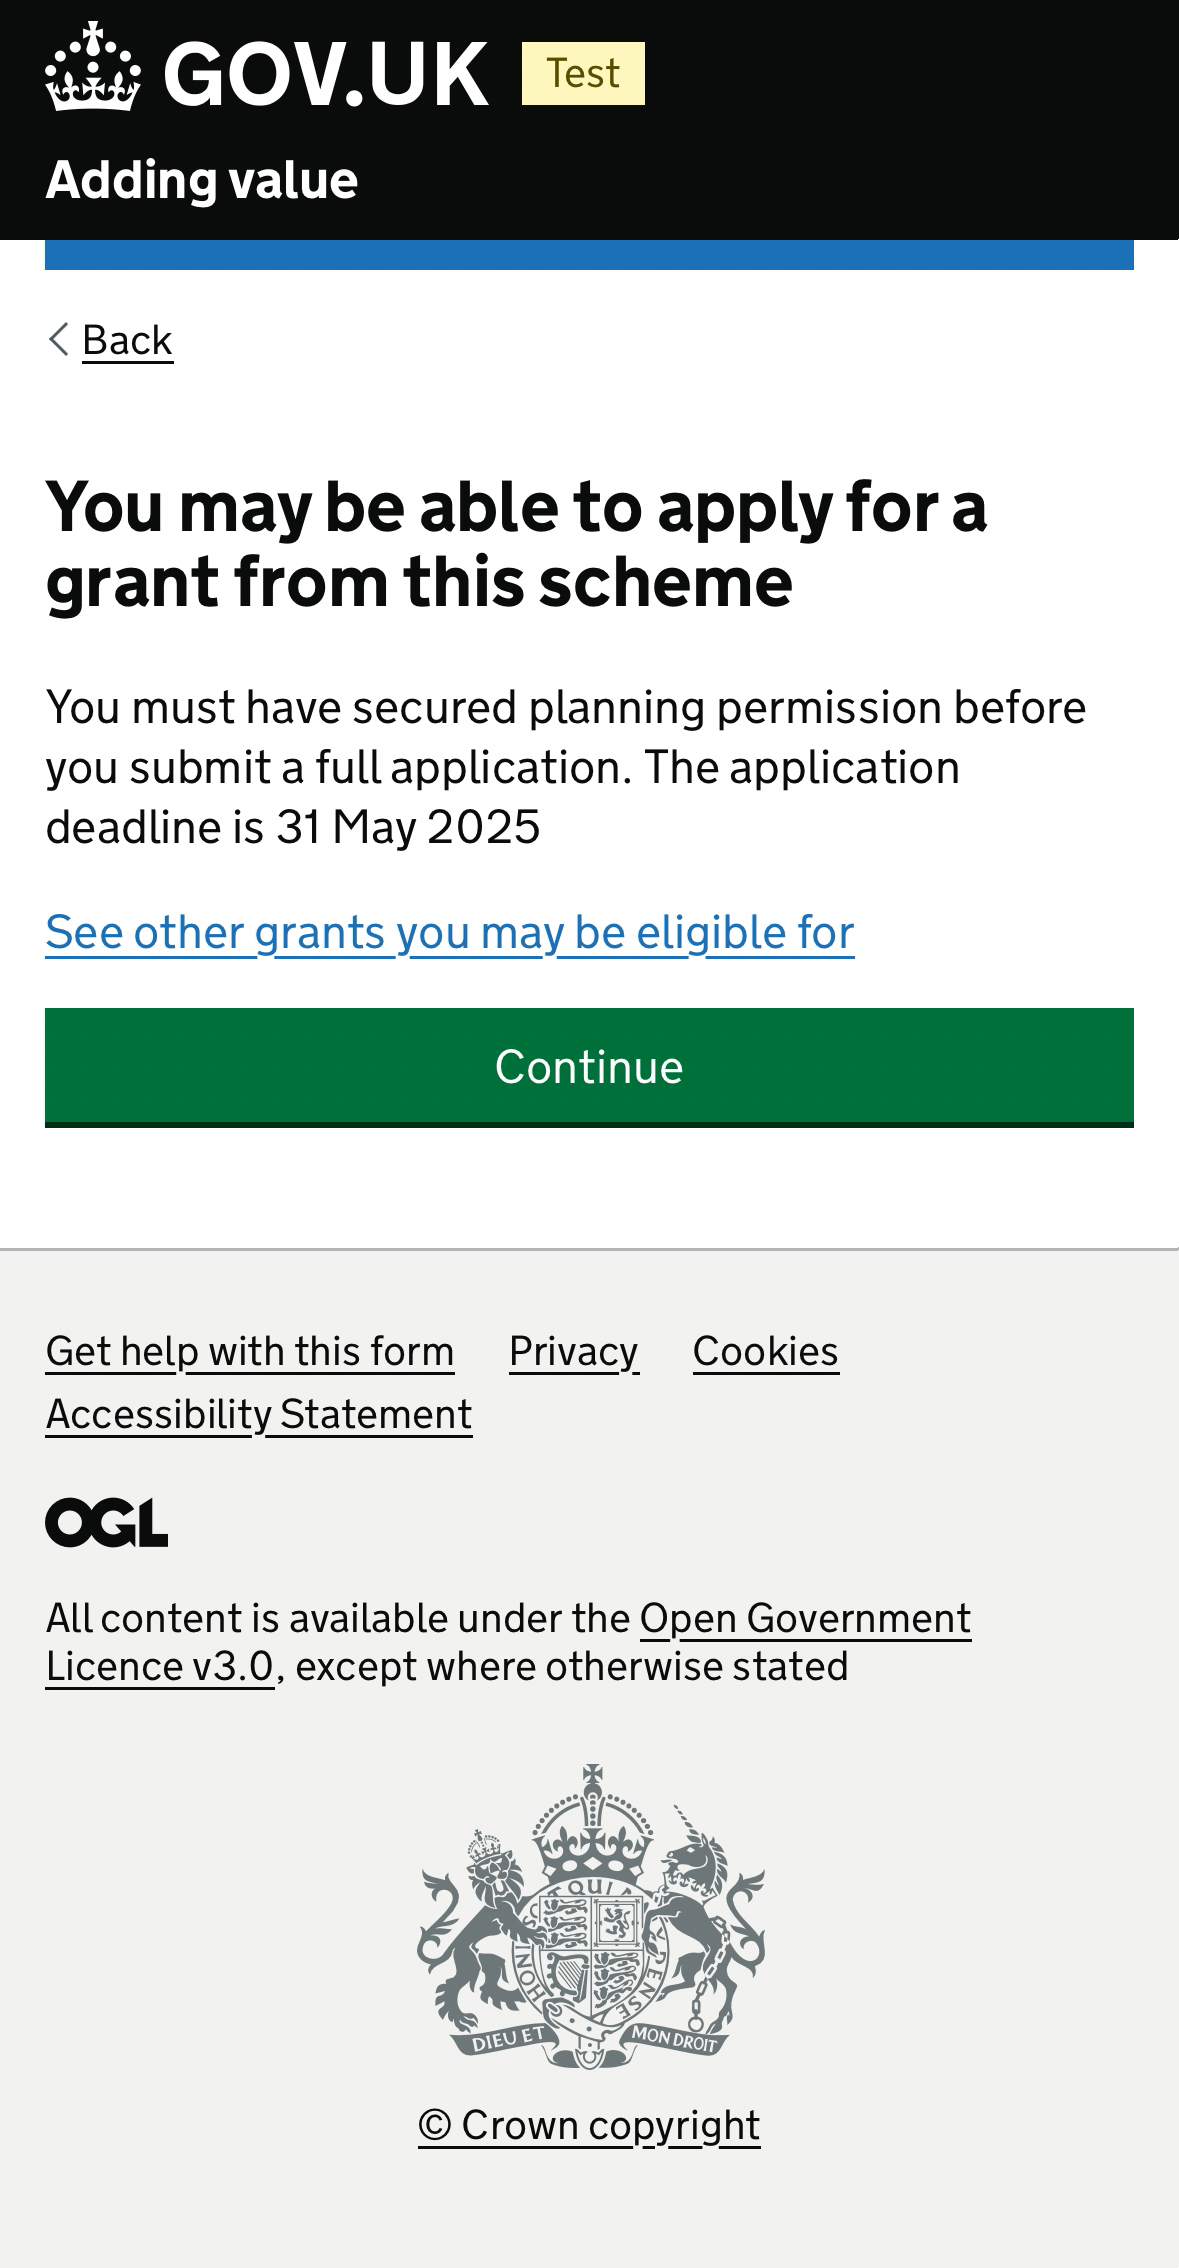 GOV.UK Test
Adding value
Back
You may be able to apply for a
grant from this scheme
You must have secured planning permission before
you submit a full application. The application
deadline is 31 May 2025
See other grants you may be eligible for
Continue
Get help with this form Privacy Cookies
Accessibility Statement
OGL
All content is available under the Open Government
Licence v3.0, except where otherwise stated
QUI
HONI
PENSE
DIEU ET MON DROIT
© Crown copyright